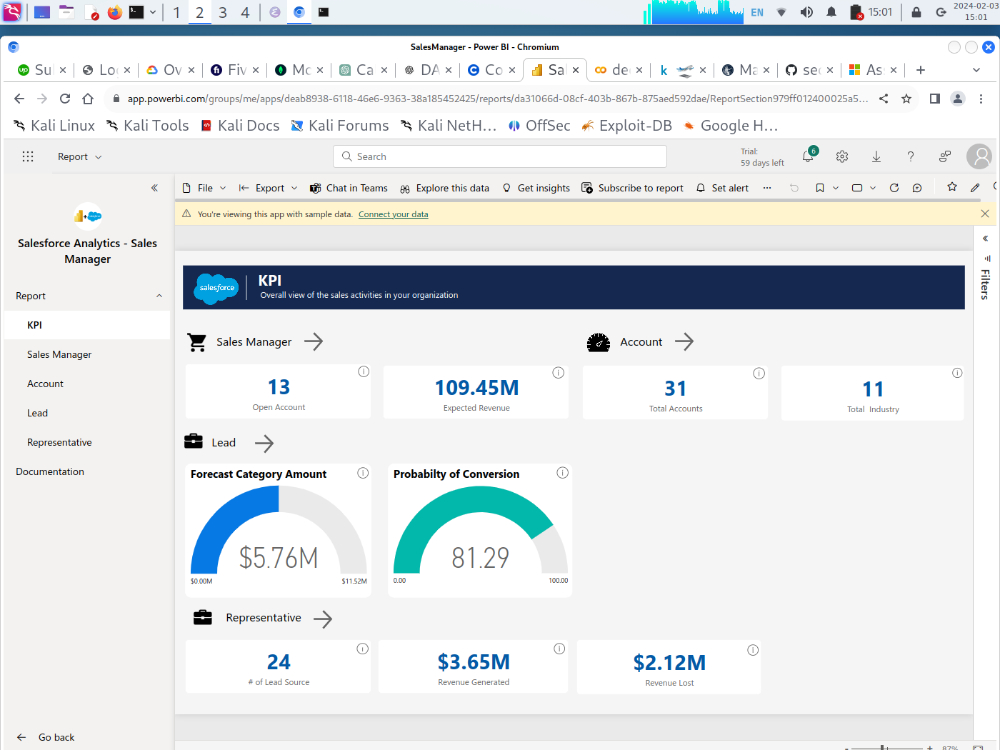 1 2 3 4
EN
15:01
2024-02-03
15:01
SalesManager - Power BI - Chromium
Sul
Log
Ov
Fiv
Mo
Ca
DA
Co
Sal
dec
k
Ma
sec
Ass
app.powerbi.com/groups/me/apps/deab8938-6118-46e6-9363-38a185452425/reports/da31066d-08cf-403b-867b-875aed592dae/ReportSection979ff012400025a5...
Kali Linux
Kali Tools
Kali Docs
Kali Forums
Kali NetH...
OffSec
Exploit-DB
Google H...
Report
Search
Trial:
59 days left
6
File
Export
Chat in Teams
Explore this data
Get insights
Subscribe to report
Set alert
You're viewing this app with sample data. Connect your data
Salesforce Analytics - Sales
Manager
Report
KPI
Sales Manager
Account
Lead
Representative
Documentation
Go back
Filters
salesforce
KPI
Overall view of the sales activities in your organization
Sales Manager
Account
13
Open Account
109.45M
Expected Revenue
31
Total Accounts
11
Total  Industry
Lead
Forecast Category Amount
$5.76M
$0.00M
$11.52M
Probabilty of Conversion
81.29
0.00
100.00
Representative
24
# of Lead Source
$3.65M
Revenue Generated
$2.12M
Revenue Lost
87%